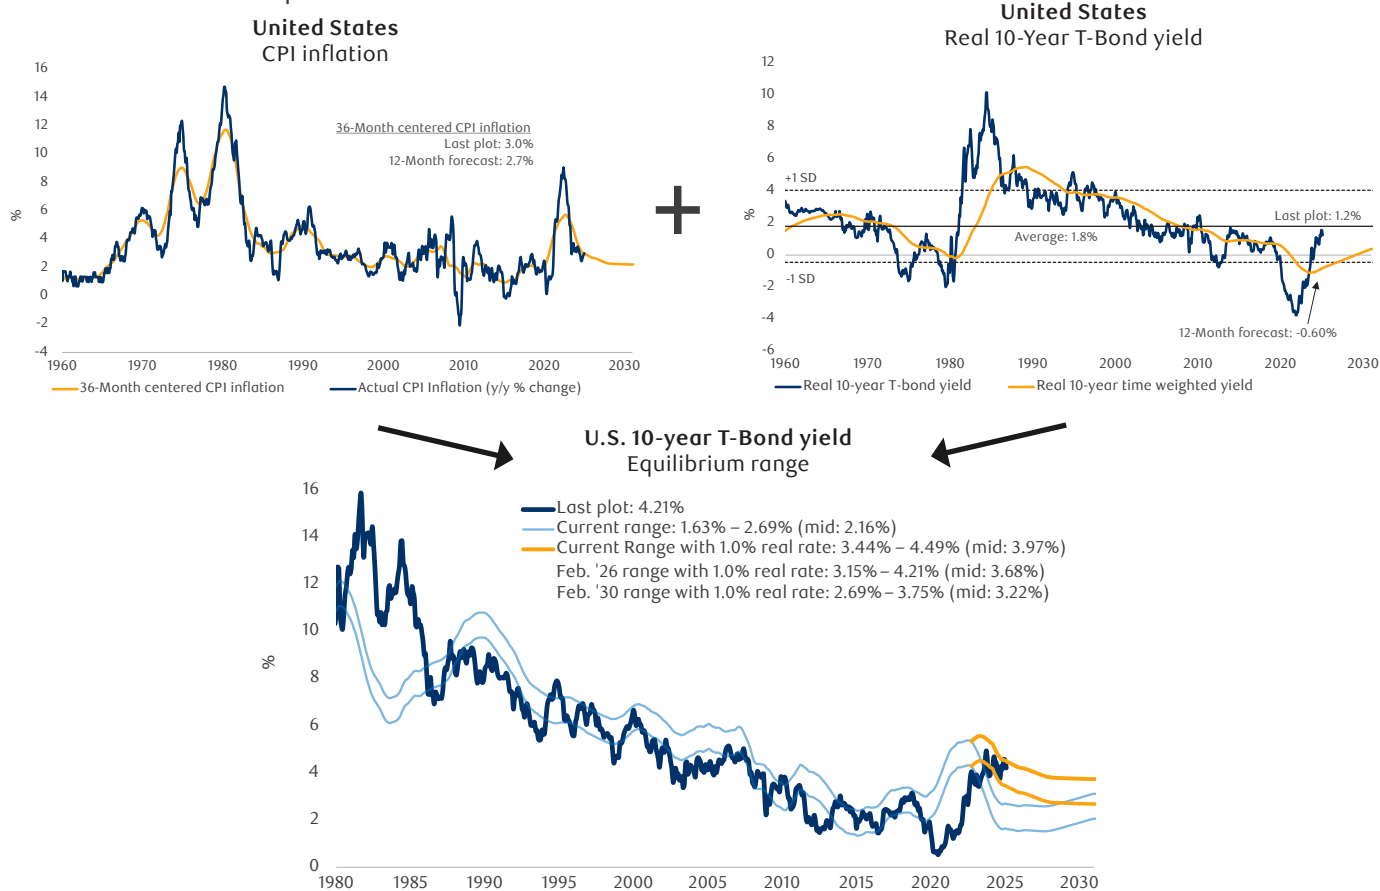 United States
CPI inflation
16
14
12
10
8
6
4
2
0
-2
-4
%
36-Month centered CPI inflation
Last plot: 3.0%
12-Month forecast: 2.7%
1960 1970 1980 1990 2000 2010 2020 2030
36-Month centered CPI inflation Actual CPI Inflation (y/y % change)
+
United States
Real 10-Year T-Bond yield
12
10
8
6
4
2
0
-2
-4
-6
%
+1 SD
Last plot: 1.2%
Average: 1.8%
-1 SD
12-Month forecast: -0.60%
1960 1970 1980 1990 2000 2010 2020 2030
Real 10-year T-bond yield Real 10-year time weighted yield
U.S. 10-year T-Bond yield
Equilibrium range
16
14
12
10
8
6
4
2
0
%
Last plot: 4.21%
Current range: 1.63% – 2.69% (mid: 2.16%)
Current Range with 1.0% real rate: 3.44% – 4.49% (mid: 3.97%)
Feb. '26 range with 1.0% real rate: 3.15% – 4.21% (mid: 3.68%)
Feb. '30 range with 1.0% real rate: 2.69% – 3.75% (mid: 3.22%)
1980 1985 1990 1995 2000 2005 2010 2015 2020 2025 2030